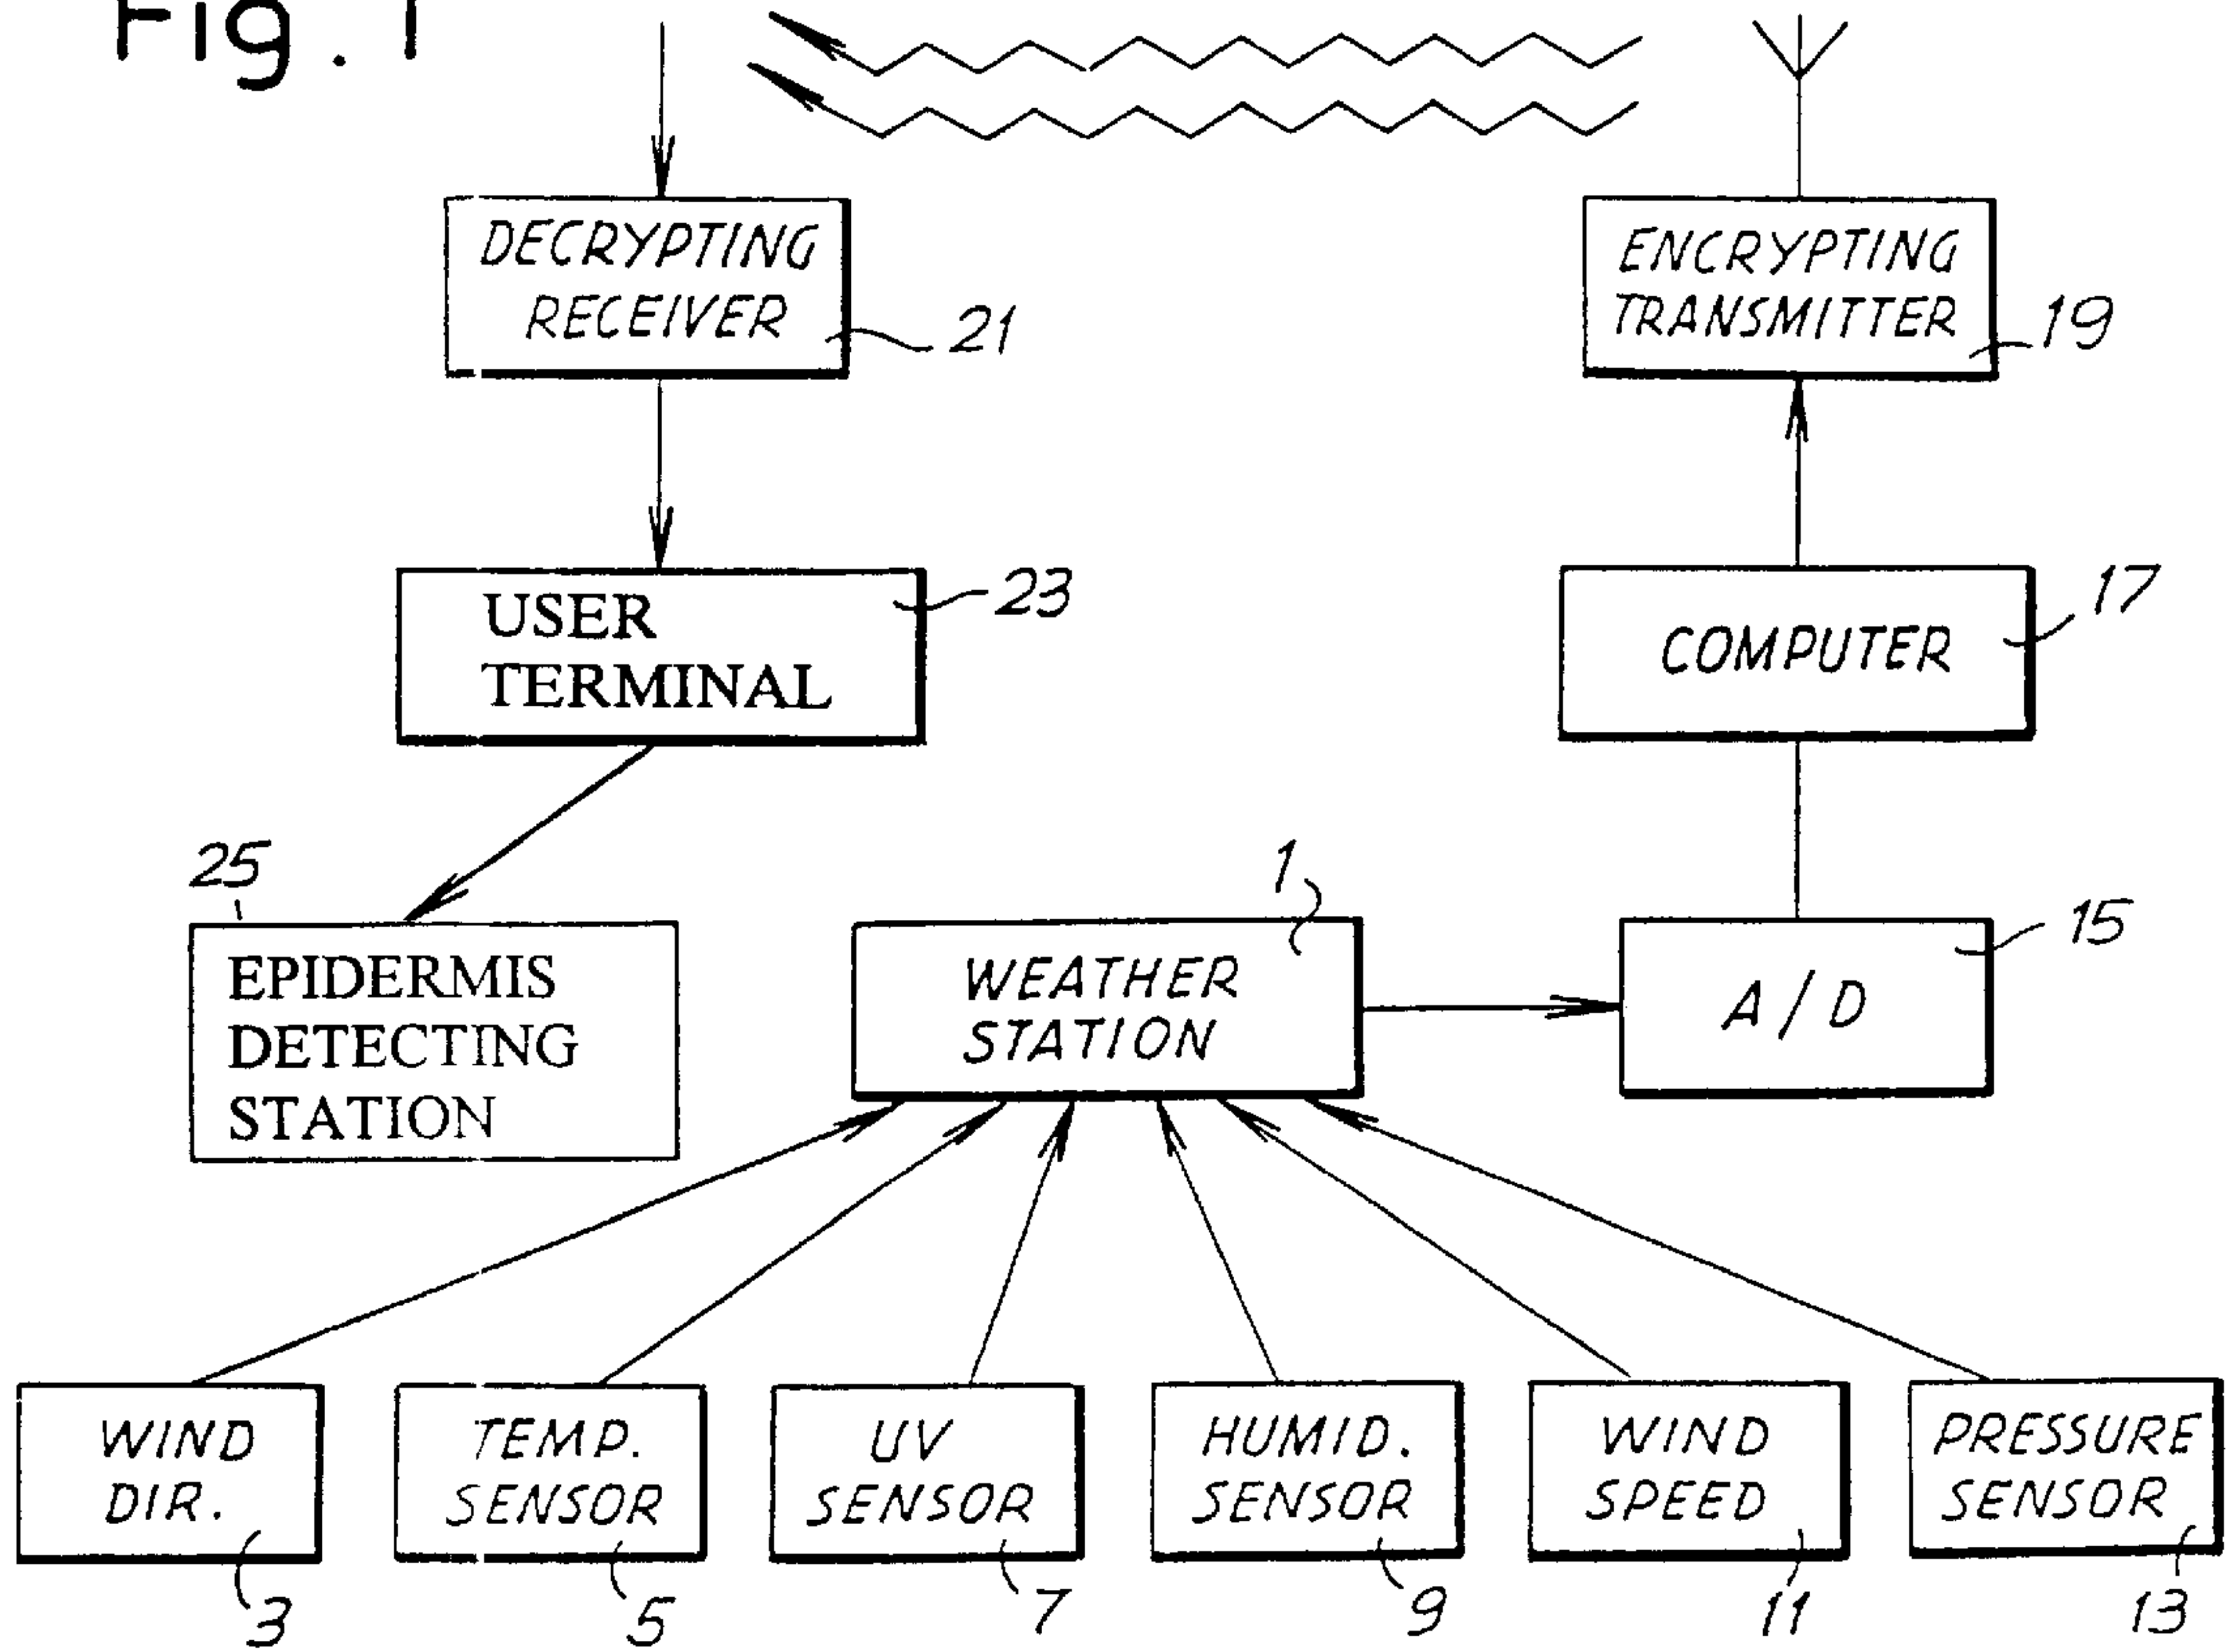 Fig. 1
DECRYPTING
RECEIVER
21
ENCRYPTING
TRANSMITTER
19
USER
TERMINAL
23
COMPUTER
17
25
EPIDERMIS
DETECTING
STATION
1
WEATHER
STATION
15
A/D
WIND
DIR.
3
TEMP.
SENSOR
5
UV
SENSOR
7
HUMID.
SENSOR
9
WIND
SPEED
11
PRESSURE
SENSOR
13